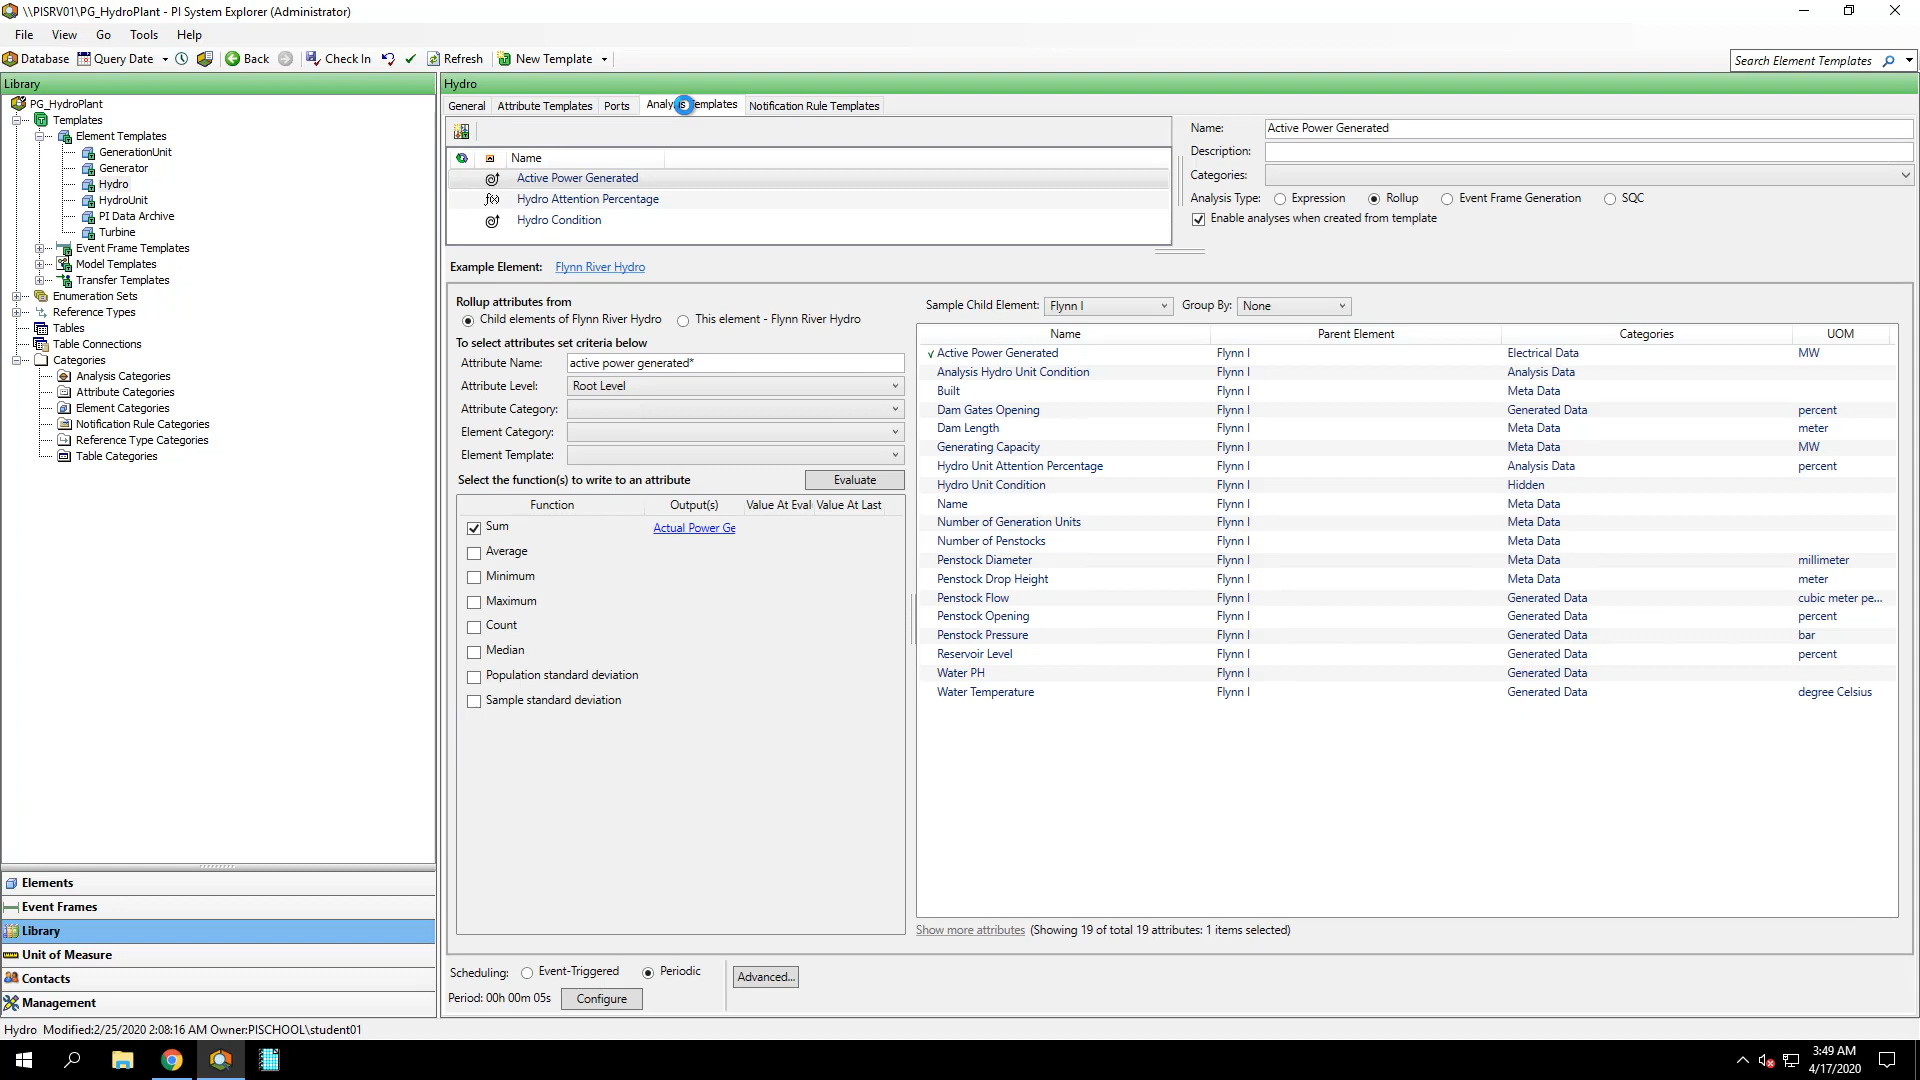 \\PISRV01\PG_HydroPlant - PI System Explorer (Administrator)
File View Go Tools Help
Database Query Date Back Check In Refresh New Template
Search Element Templates
Library
PG_HydroPlant
Templates
Element Templates
GenerationUnit
Generator
Hydro
HydroUnit
PI Data Archive
Turbine
Event Frame Templates
Model Templates
Transfer Templates
Enumeration Sets
Reference Types
Tables
Table Connections
Categories
Analysis Categories
Attribute Categories
Element Categories
Notification Rule Categories
Reference Type Categories
Table Categories
Elements
Event Frames
Library
Unit of Measure
Contacts
Management
Hydro
General Attribute Templates Ports Analysis Templates Notification Rule Templates
Name
Active Power Generated
f(x) Hydro Attention Percentage
Hydro Condition
Name: Active Power Generated
Description:
Categories:
Analysis Type: Expression Rollup Event Frame Generation SQC
Enable analyses when created from template
Example Element: Flynn River Hydro
Rollup attributes from
Child elements of Flynn River Hydro This element - Flynn River Hydro
To select attributes set criteria below
Attribute Name: active power generated*
Attribute Level: Root Level
Attribute Category:
Element Category:
Element Template:
Select the function(s) to write to an attribute Evaluate
Function Output(s) Value At Eval Value At Last
Sum Actual Power Ge
Average
Minimum
Maximum
Count
Median
Population standard deviation
Sample standard deviation
Sample Child Element: Flynn I Group By: None
Name Parent Element Categories UOM
Active Power Generated Flynn I Electrical Data MW
Analysis Hydro Unit Condition Flynn I Analysis Data
Built Flynn I Meta Data
Dam Gates Opening Flynn I Generated Data percent
Dam Length Flynn I Meta Data meter
Generating Capacity Flynn I Meta Data MW
Hydro Unit Attention Percentage Flynn I Analysis Data percent
Hydro Unit Condition Flynn I Hidden
Name Flynn I Meta Data
Number of Generation Units Flynn I Meta Data
Number of Penstocks Flynn I Meta Data
Penstock Diameter Flynn I Meta Data millimeter
Penstock Drop Height Flynn I Meta Data meter
Penstock Flow Flynn I Generated Data cubic meter pe...
Penstock Opening Flynn I Generated Data percent
Penstock Pressure Flynn I Generated Data bar
Reservoir Level Flynn I Generated Data percent
Water PH Flynn I Generated Data
Water Temperature Flynn I Generated Data degree Celsius
Show more attributes (Showing 19 of total 19 attributes: 1 items selected)
Scheduling: Event-Triggered Periodic Advanced...
Period: 00h 00m 05s Configure
Hydro Modified:2/25/2020 2:08:16 AM Owner:PISCHOOL\student01
3:49 AM
4/17/2020